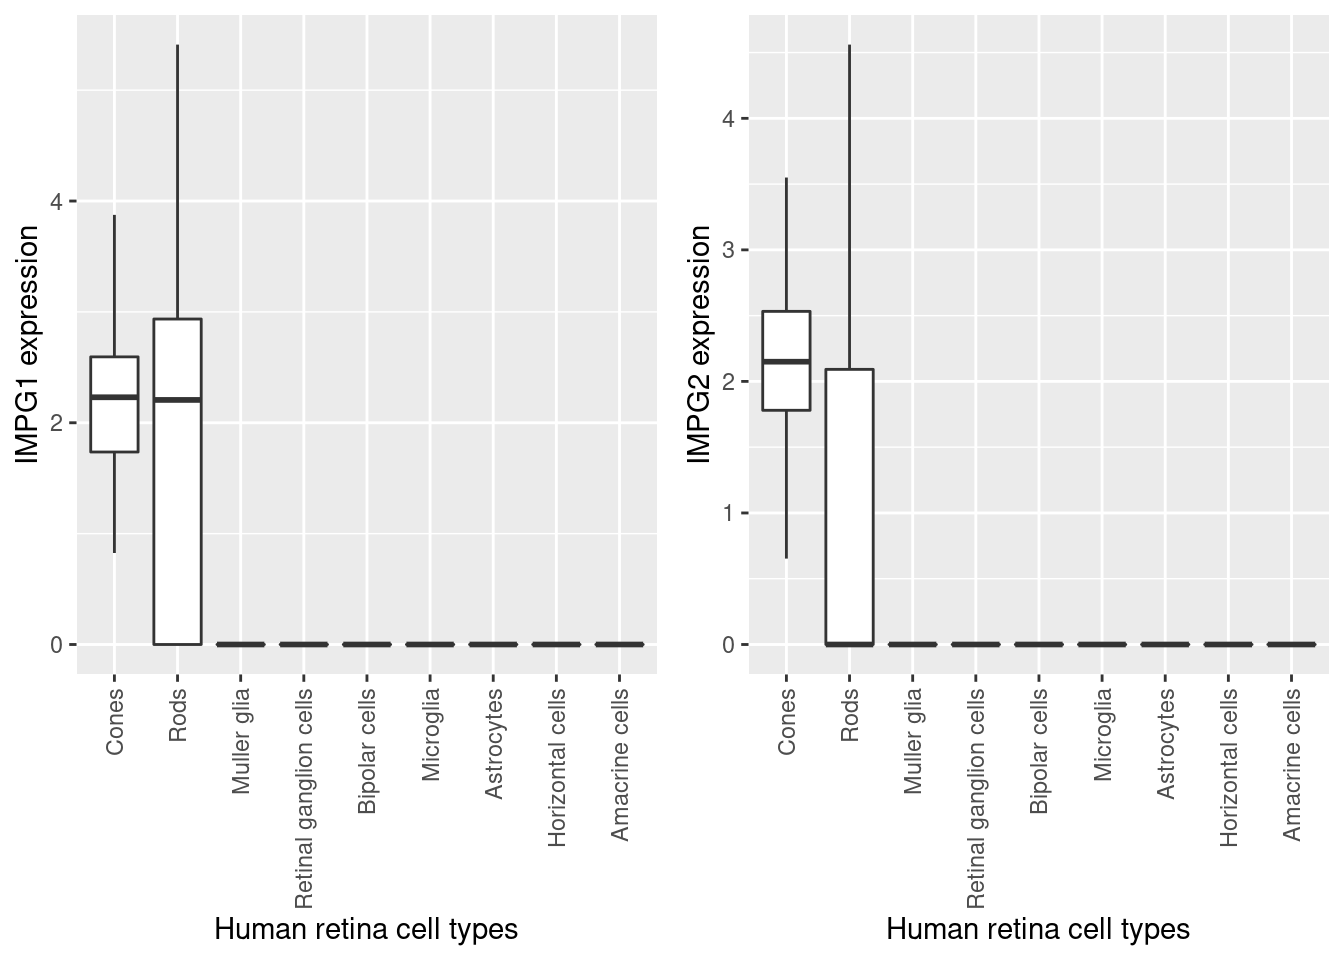 IMPG1 expression
4
2
0
Cones
Rods
Muller glia
Retinal ganglion cells
Bipolar cells
Microglia
Astrocytes
Horizontal cells
Amacrine cells
Human retina cell types
IMPG2 expression
4
3
2
1
0
Cones
Rods
Muller glia
Retinal ganglion cells
Bipolar cells
Microglia
Astrocytes
Horizontal cells
Amacrine cells
Human retina cell types